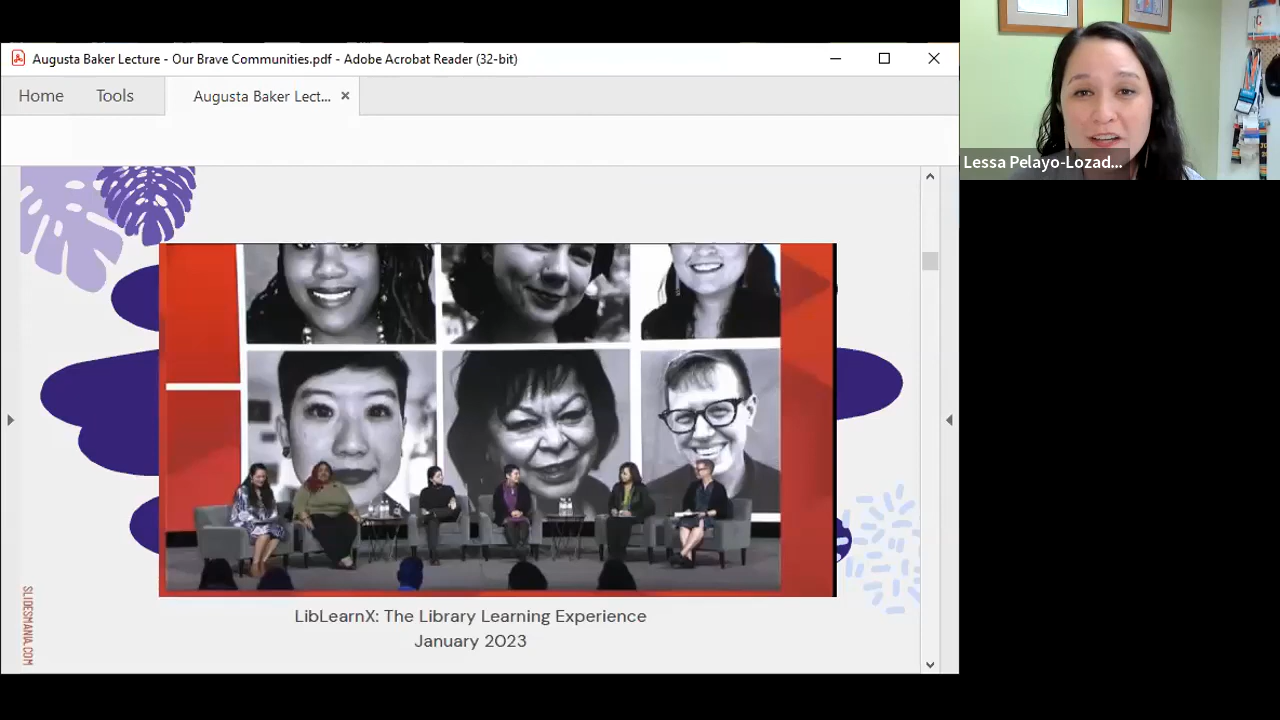 Augusta Baker Lecture - Our Brave Communities.pdf - Adobe Acrobat Reader (32-bit)
Home
Tools
Augusta Baker Lect...
Lessa Pelayo-Lozad...
LibLearnX: The Library Learning Experience
January 2023
SLIDESMANIA.COM